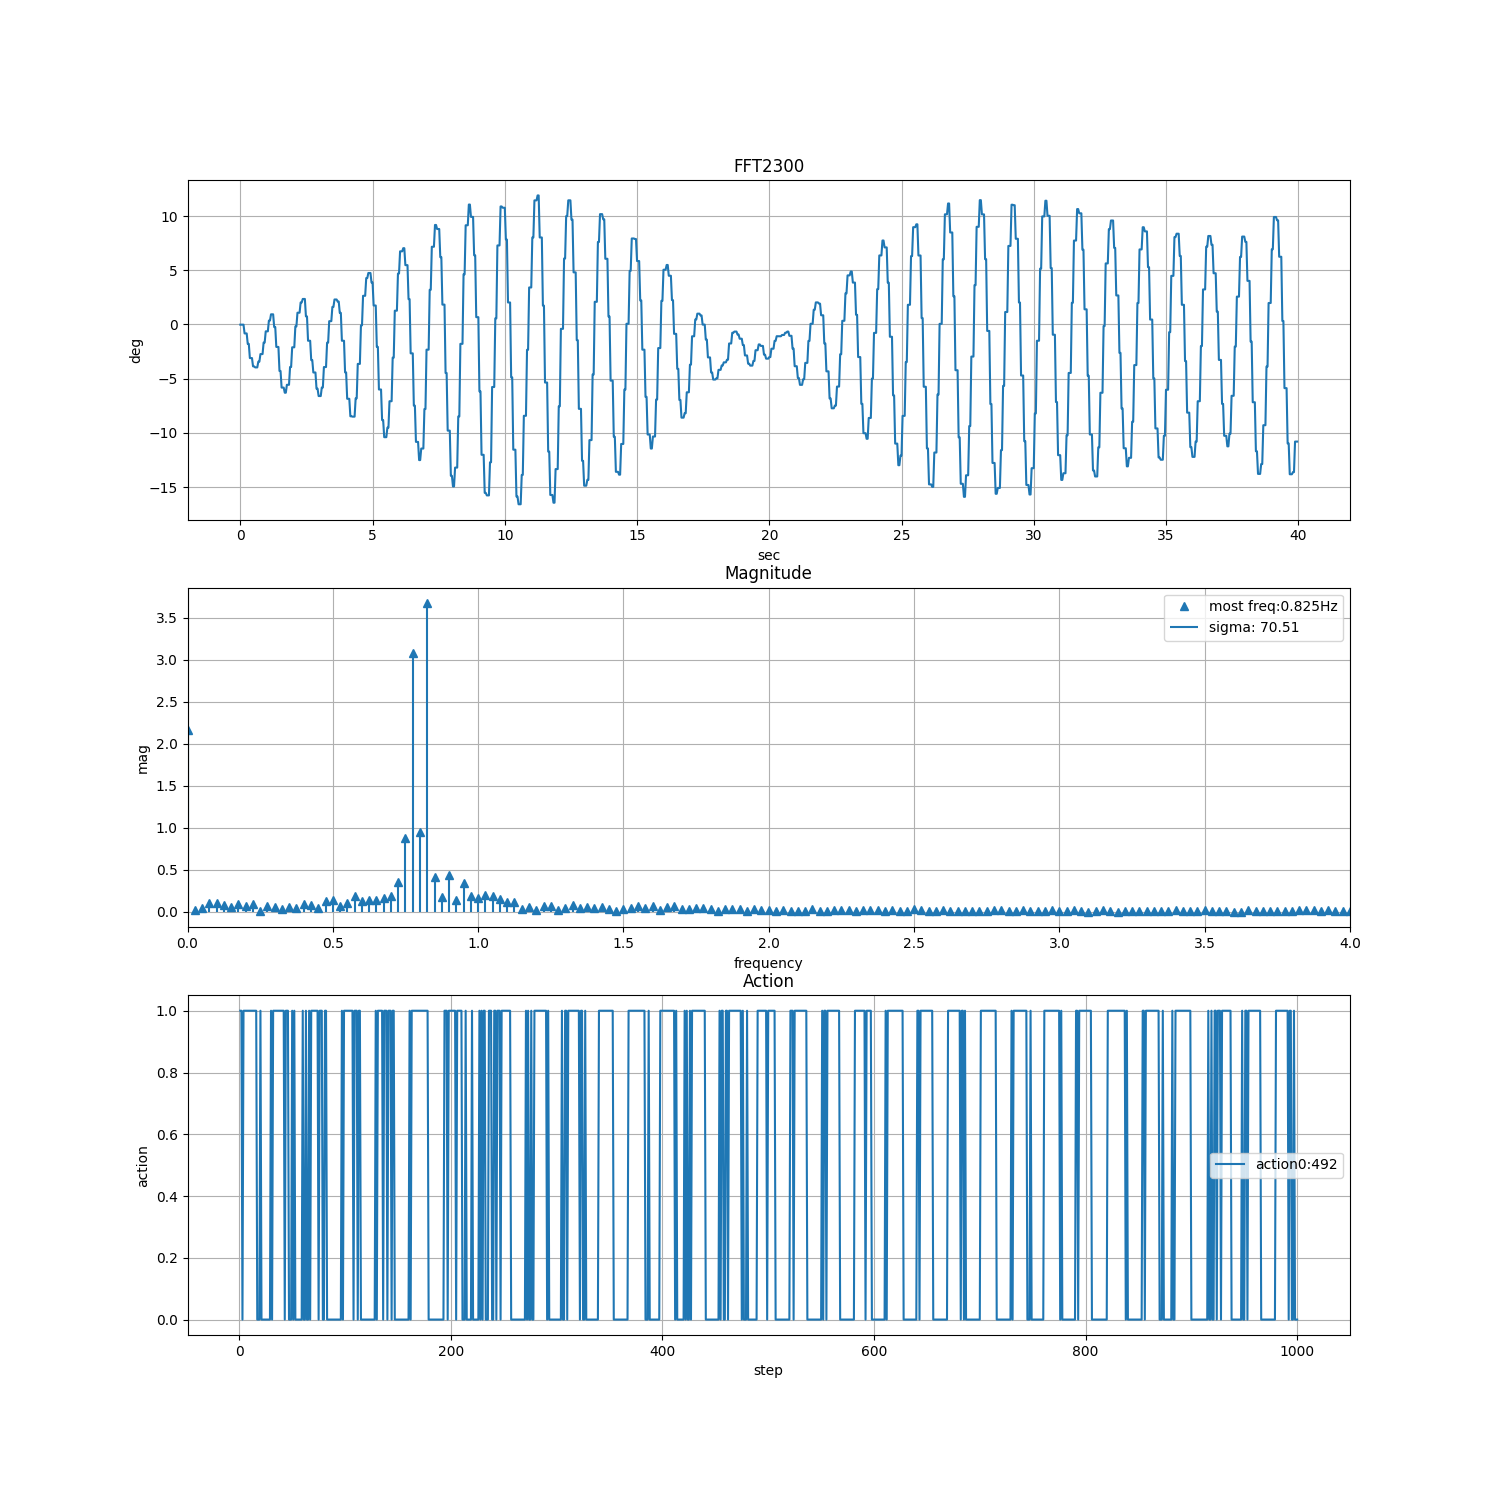 FFT2300
10
5
0
−5
−10
−15
deg
0 5 10 15 20 25 30 35 40
sec
Magnitude
3.5
3.0
2.5
2.0
1.5
1.0
0.5
0.0
mag
most freq:0.825Hz
sigma: 70.51
0.0 0.5 1.0 1.5 2.0 2.5 3.0 3.5 4.0
frequency
Action
1.0
0.8
0.6
0.4
0.2
0.0
action
action0:492
0 200 400 600 800 1000
step